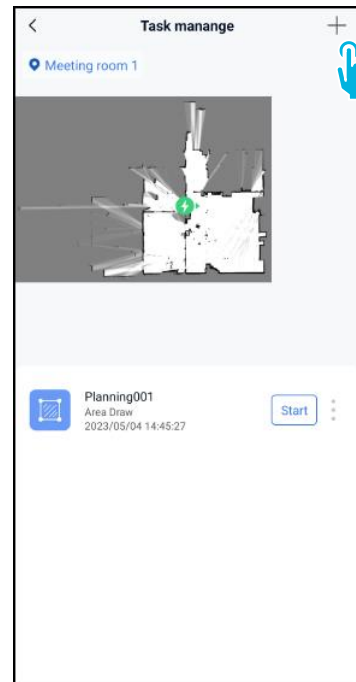 Task manange
Meeting room 1
Planning001
Area Draw
2023/05/04 14:45:27
Start